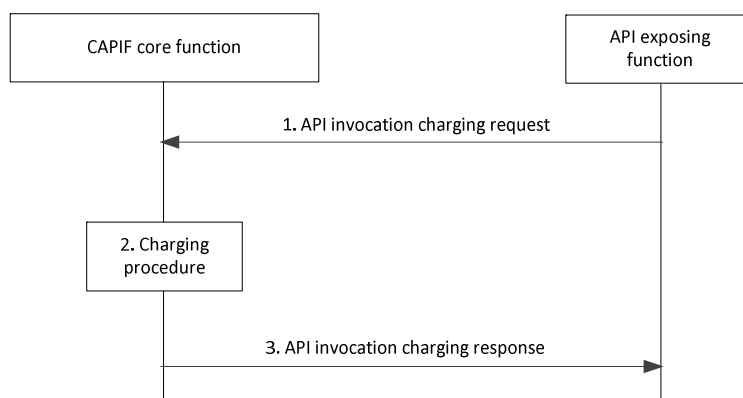 CAPIF core function
API exposing
function
1. API invocation charging request
2. Charging
procedure
3. API invocation charging response